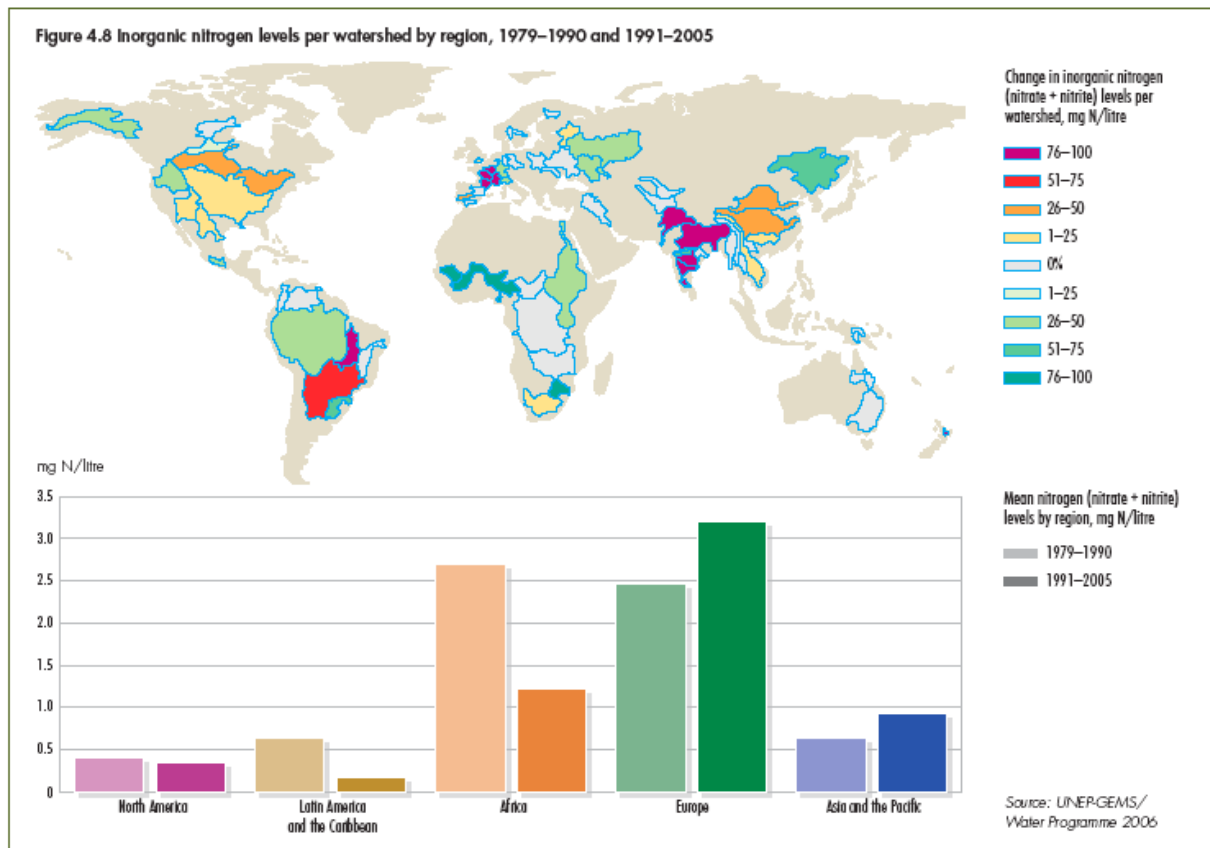 Figure 4.8 Inorganic nitrogen levels per watershed by region, 1979–1990 and 1991–2005
Change in inorganic nitrogen
(nitrate + nitrite) levels per
watershed, mg N/litre
76–100
51–75
26–50
1–25
0%
1–25
26–50
51–75
76–100
mg N/litre
3.5
3.0
2.5
2.0
1.5
1.0
0.5
0
North America
Latin America
and the Caribbean
Africa
Europe
Asia and the Pacific
Mean nitrogen (nitrate + nitrite)
levels by region, mg N/litre
1979–1990
1991–2005
Source: UNEP-GEMS/
Water Programme 2006